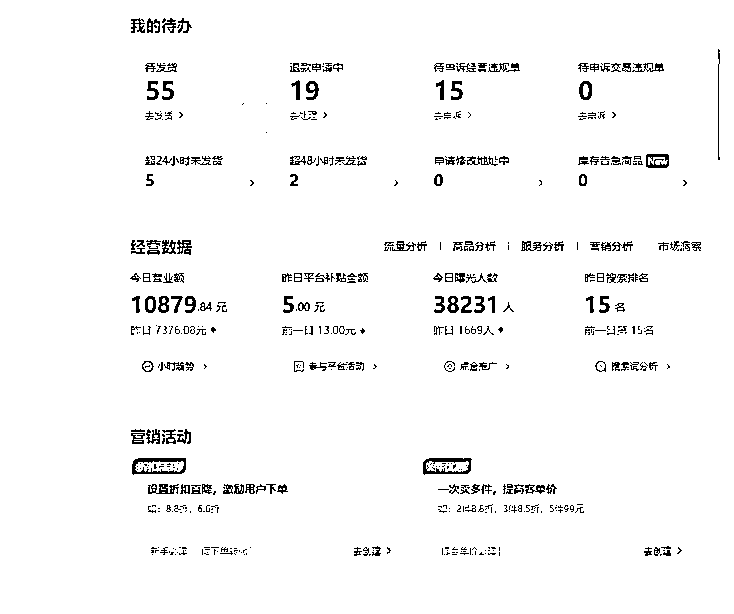 我的待办
待发货 退款申请中 待申诉经营违规单 待申诉交易违规单
55 19 15 0
去发货 > 去处理 > 去申诉 > 去申诉 >
超24小时未发货 超48小时未发货 申请修改地址中 库存告急商品 New
5 > 2 > 0 > 0 >
经营数据 流量分析 | 商品分析 | 服务分析 | 营销分析 市场洞察
今日营业额 昨日平台补贴金额 今日曝光人数 昨日搜索排名
10879.84 元 5.00 元 38231 人 15 名
昨日 7376.08元 前一日 13.00元 昨日 1669人 前一日第 15名
小时趋势 > 参与平台活动 > 点金推广 > 搜索词分析 >
营销活动
设置折扣直降，激励用户下单 一次卖多件，提高客单价
如：8.8折，6.6折 如：2件8.8折，3件8.5折，5件99元
去创建 > 去创建 >